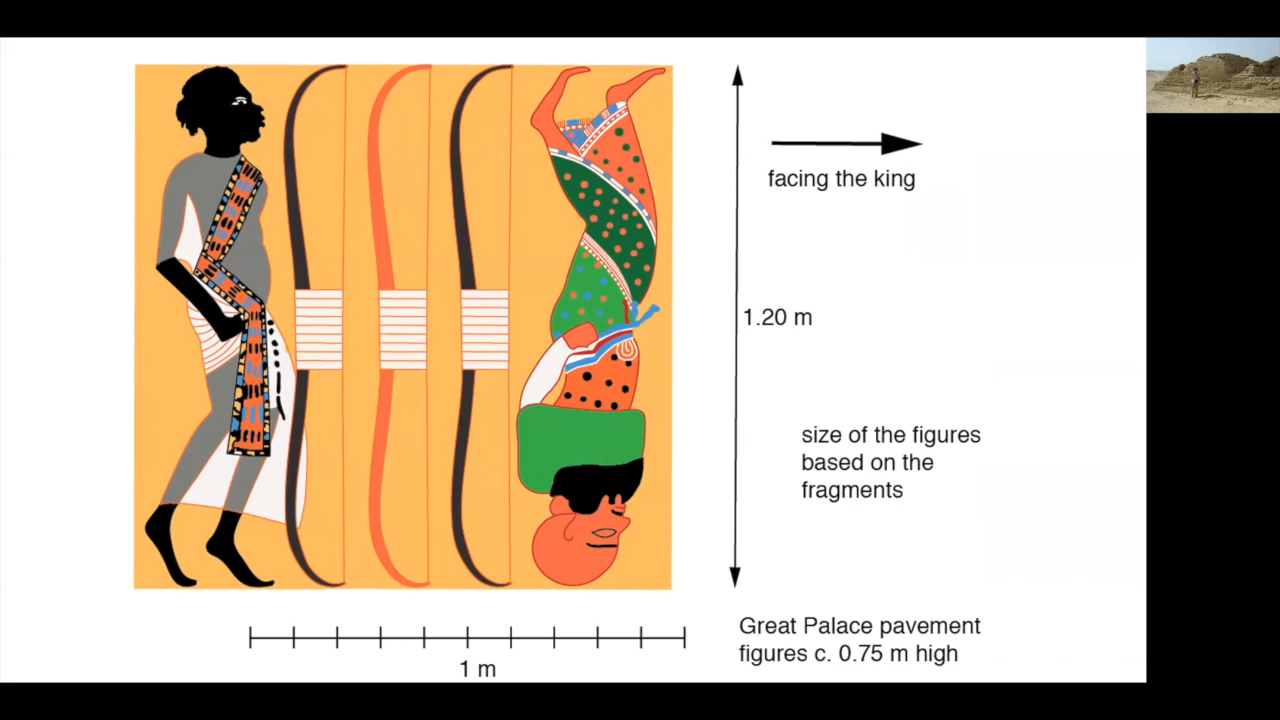 facing the king
1.20 m
size of the figures
based on the
fragments
Great Palace pavement
figures c. 0.75 m high
1 m